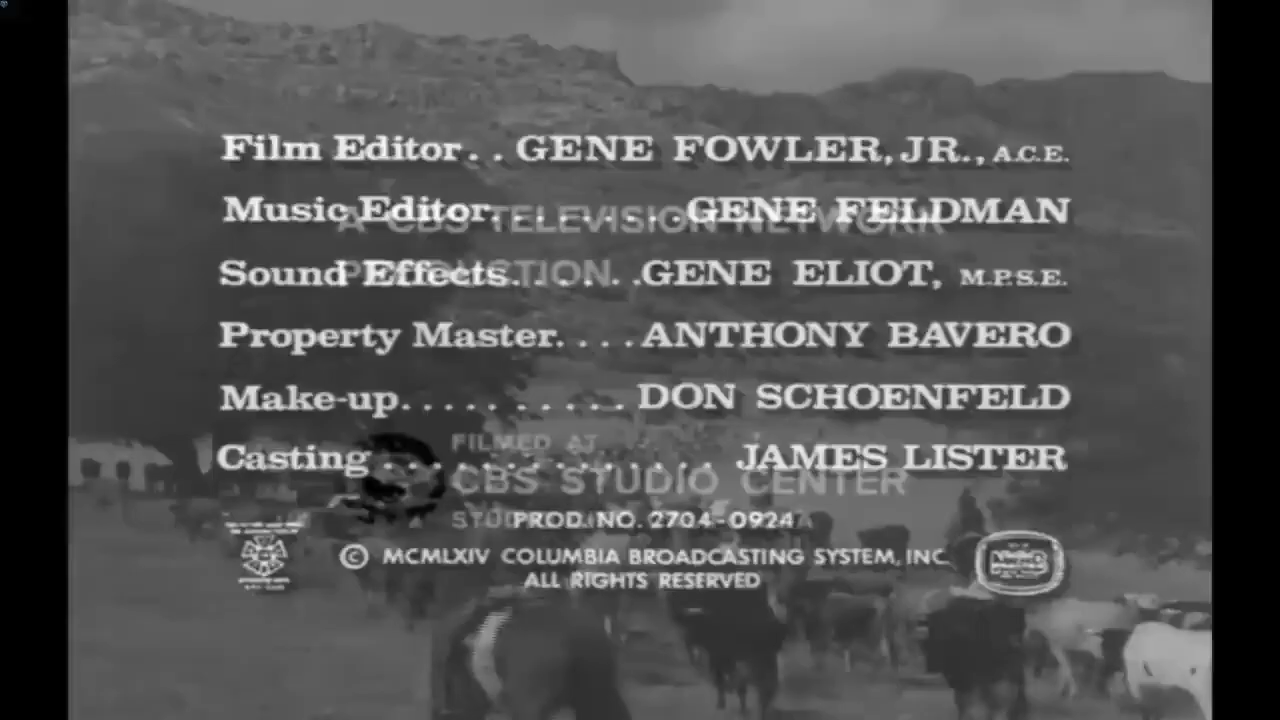 Film Editor. . GENE FOWLER, JR., A.C.E.
Music Editor. . . . . . . . . GENE FELDMAN
A CBS TELEVISION NETWORK
Sound Effects. . . . . . GENE ELIOT, M.P.S.E.
PRODUCTION
Property Master. . . . ANTHONY BAVERO
Make-up. . . . . . . . . . DON SCHOENFELD
FILMED AT
Casting . . . . . . . . . . . . . . JAMES LISTER
CBS STUDIO CENTER
PROD. NO. 2704-0924
© MCMLXIV COLUMBIA BROADCASTING SYSTEM, INC.
ALL RIGHTS RESERVED